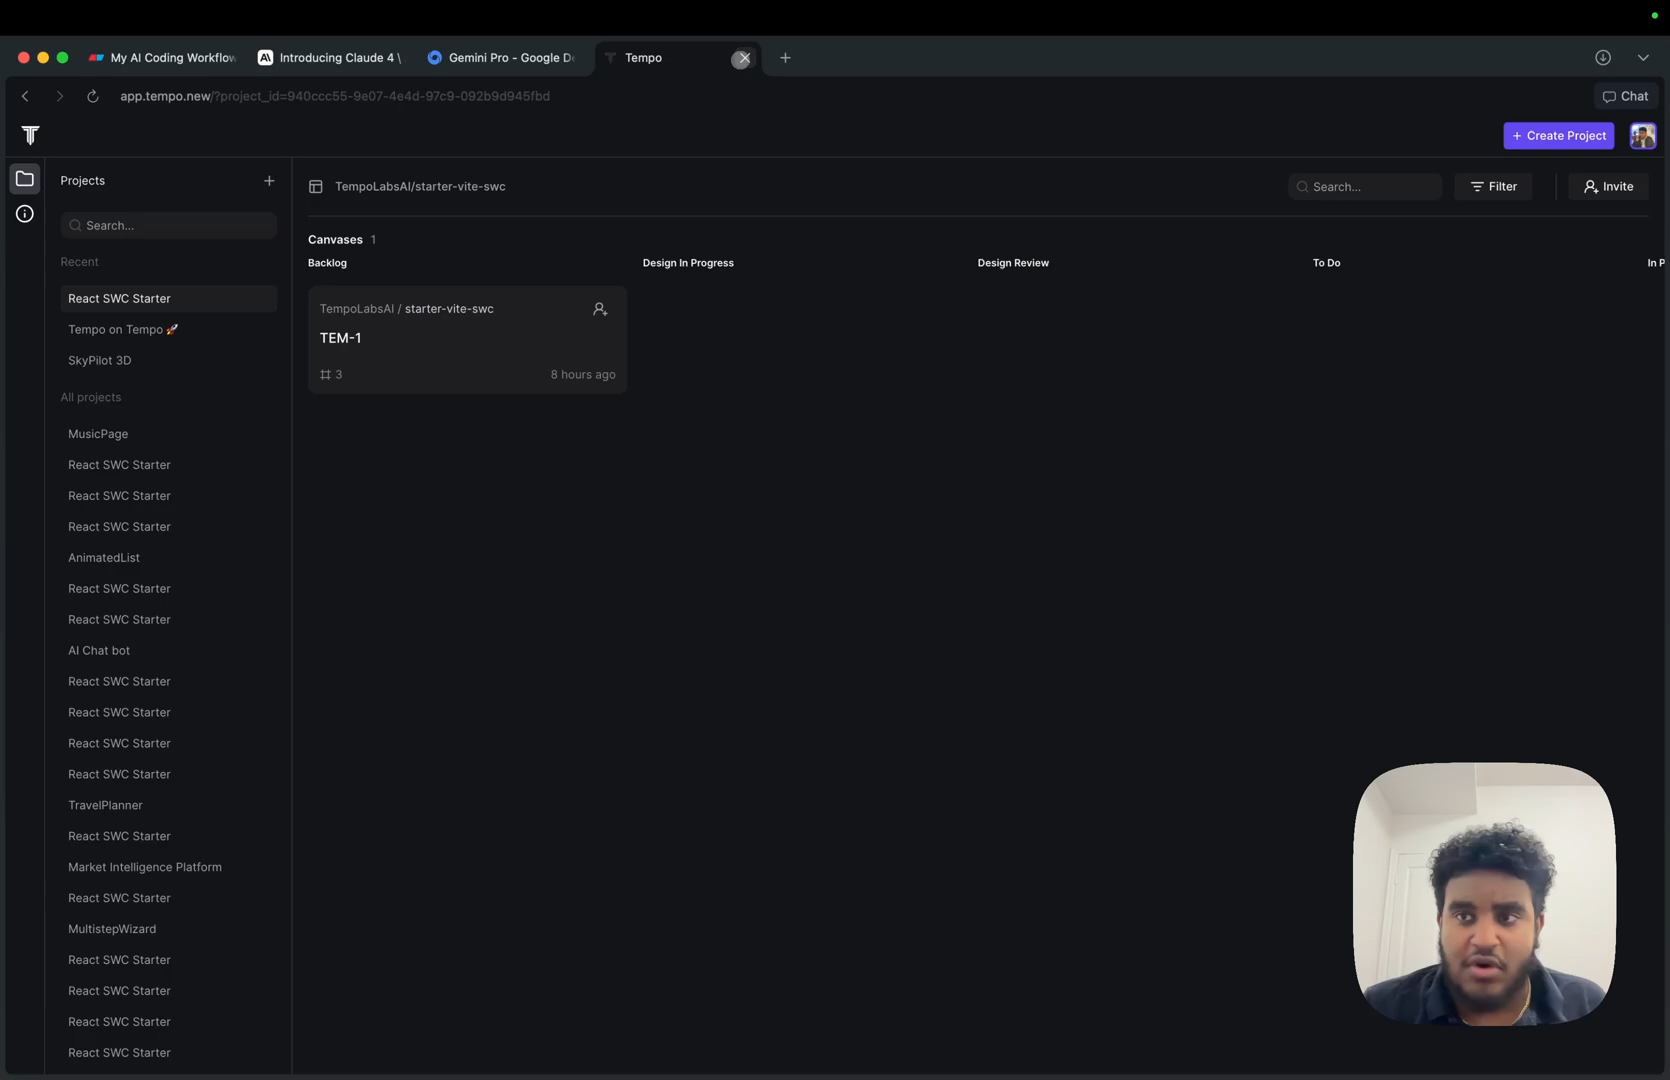 My AI Coding Workflow
Introducing Claude 4 \
Gemini Pro - Google De
Tempo
app.tempo.new/?project_id=940ccc55-9e07-4e4d-97c9-092b9d945fbd
Chat
+ Create Project
Projects
TempoLabsAI/starter-vite-swc
Search...
Filter
Invite
Search...
Canvases 1
Recent
Backlog
Design In Progress
Design Review
To Do
In P
React SWC Starter
TempoLabsAI / starter-vite-swc
Tempo on Tempo 🚀
TEM-1
SkyPilot 3D
3
8 hours ago
All projects
MusicPage
React SWC Starter
React SWC Starter
React SWC Starter
AnimatedList
React SWC Starter
React SWC Starter
AI Chat bot
React SWC Starter
React SWC Starter
React SWC Starter
React SWC Starter
TravelPlanner
React SWC Starter
Market Intelligence Platform
React SWC Starter
MultistepWizard
React SWC Starter
React SWC Starter
React SWC Starter
React SWC Starter